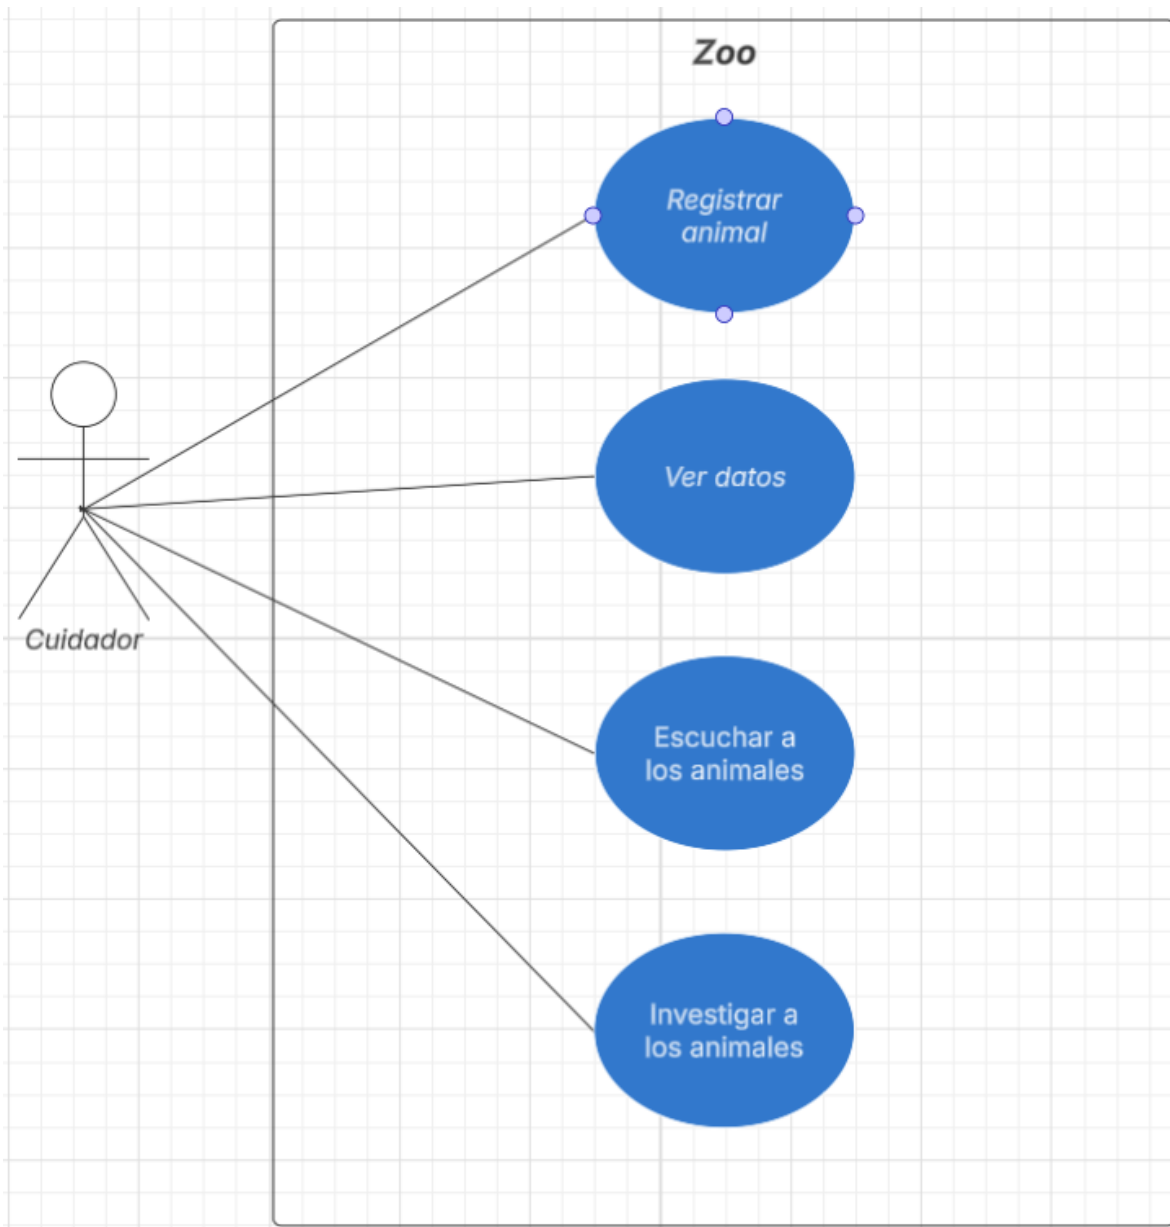 Zoo
Registrar
animal
Ver datos
Cuidador
Escuchar a
los animales
Investigar a
los animales